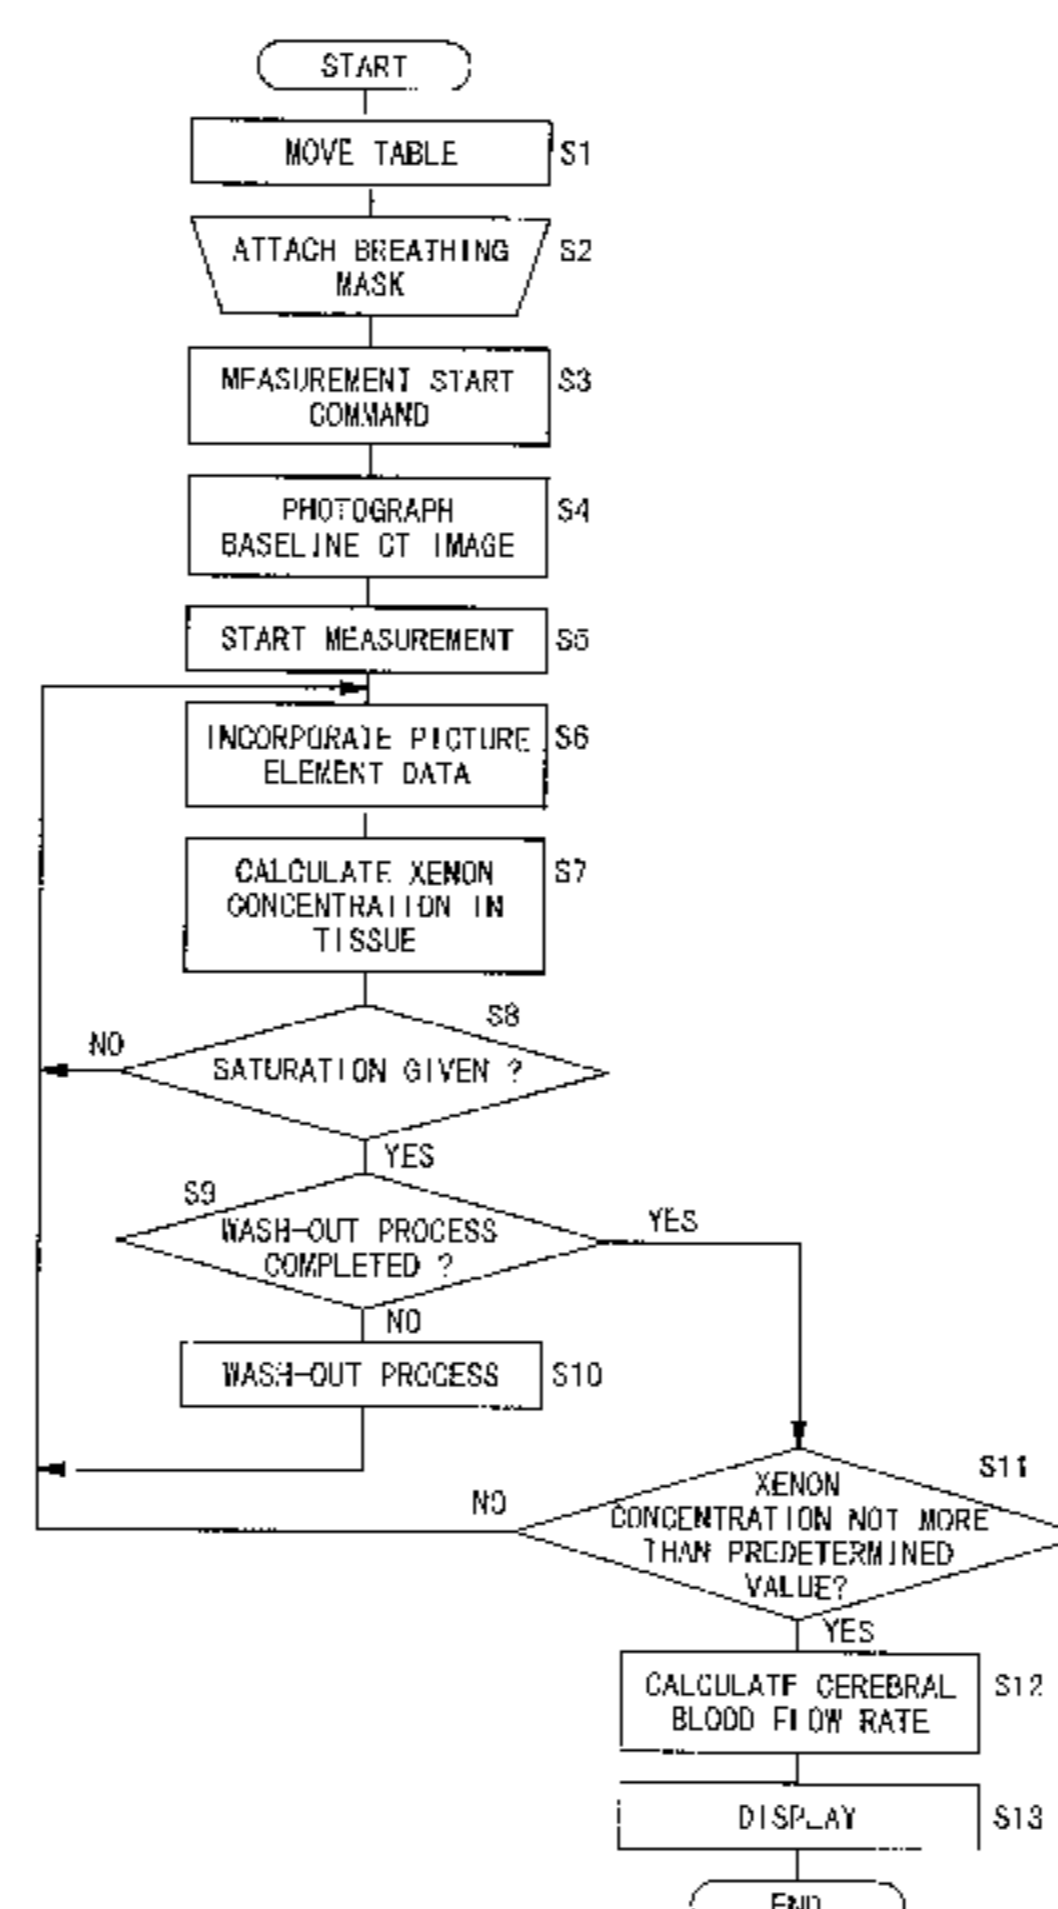 START
MOVE TABLE S1
ATTACH BREATHING S2
MASK
MEASUREMENT START S3
COMMAND
PHOTOGRAPH S4
BASELINE CT IMAGE
START MEASUREMENT S5
INCORPORATE PICTURE S6
ELEMENT DATA
CALCULATE XENON S7
CONCENTRATION IN
TISSUE
S8
NO
SATURATION GIVEN ?
YES
S9
WASH-OUT PROCESS
COMPLETED ?
YES
NO
WASH-OUT PROCESS S10
S11
NO
XENON
CONCENTRATION NOT MORE
THAN PREDETERMINED
VALUE?
YES
CALCULATE CEREBRAL S12
BLOOD FLOW RATE
DISPLAY S13
END